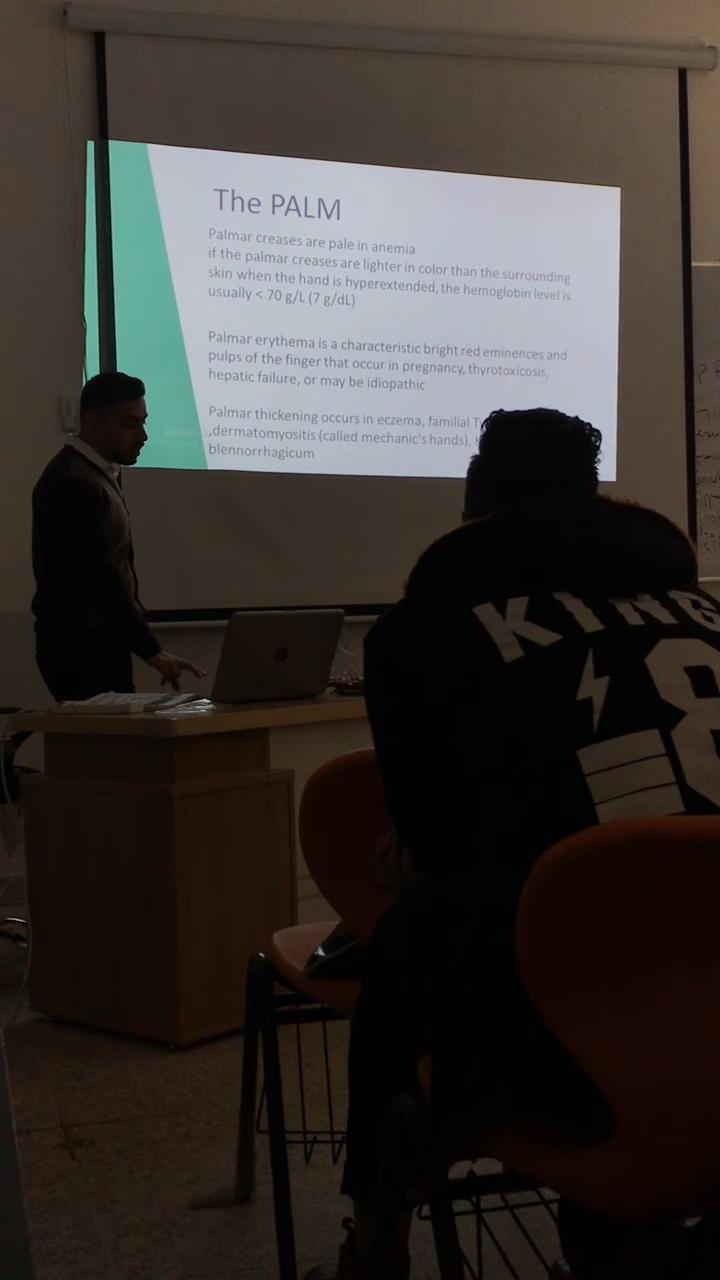 The PALM
Palmar creases are pale in anemia
if the palmar creases are lighter in color than the surrounding
skin when the hand is hyperextended, the hemoglobin level is
usually < 70 g/L (7 g/dL)
Palmar erythema is a characteristic bright red eminences and
pulps of the finger that occur in pregnancy, thyrotoxicosis,
hepatic failure, or may be idiopathic
Palmar thickening occurs in eczema, familial
,dermatomyositis (called mechanic's hands),
blennorrhagicum
hp
KING
8